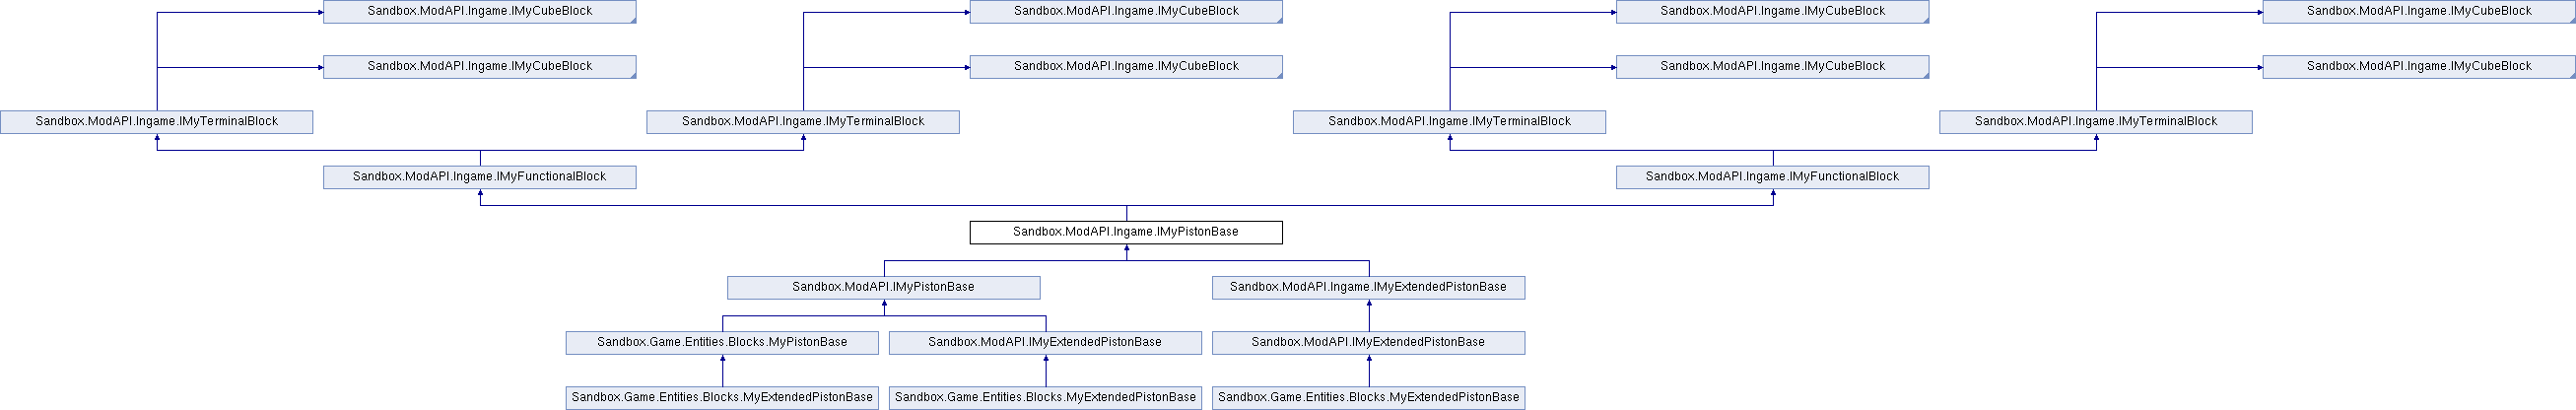 Sandbox.ModAPI.Ingame.IMyCubeBlock
Sandbox.ModAPI.Ingame.IMyCubeBlock
Sandbox.ModAPI.Ingame.IMyCubeBlock
Sandbox.ModAPI.Ingame.IMyCubeBlock
Sandbox.ModAPI.Ingame.IMyCubeBlock
Sandbox.ModAPI.Ingame.IMyCubeBlock
Sandbox.ModAPI.Ingame.IMyCubeBlock
Sandbox.ModAPI.Ingame.IMyCubeBlock
Sandbox.ModAPI.Ingame.IMyTerminalBlock
Sandbox.ModAPI.Ingame.IMyTerminalBlock
Sandbox.ModAPI.Ingame.IMyTerminalBlock
Sandbox.ModAPI.Ingame.IMyTerminalBlock
Sandbox.ModAPI.Ingame.IMyFunctionalBlock
Sandbox.ModAPI.Ingame.IMyFunctionalBlock
Sandbox.ModAPI.Ingame.IMyPistonBase
Sandbox.ModAPI.IMyPistonBase
Sandbox.ModAPI.Ingame.IMyExtendedPistonBase
Sandbox.Game.Entities.Blocks.MyPistonBase
Sandbox.ModAPI.IMyExtendedPistonBase
Sandbox.ModAPI.IMyExtendedPistonBase
Sandbox.Game.Entities.Blocks.MyExtendedPistonBase
Sandbox.Game.Entities.Blocks.MyExtendedPistonBase
Sandbox.Game.Entities.Blocks.MyExtendedPistonBase